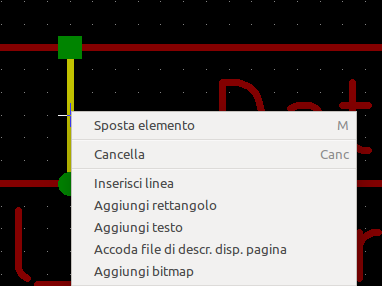 Sposta elemento M
Cancella Canc
Inserisci linea
Aggiungi rettangolo
Aggiungi testo
Accoda file di descr. disp. pagina
Aggiungi bitmap